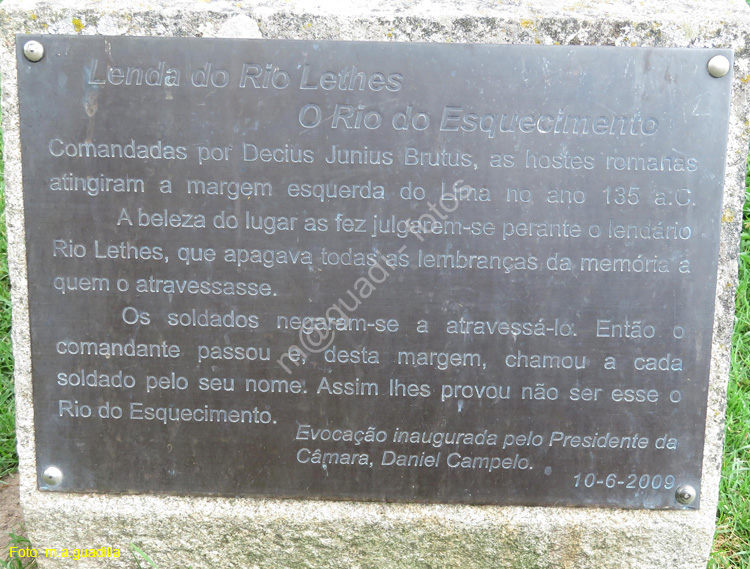 Lenda do Rio Lethes
O Rio do Esquecimento
Comandadas por Decius Junius Brutus, as hostes romanas
atingiram a margem esquerda do Lima no ano 135 a.C.
A beleza do lugar as fez julgarem-se perante o lendário
Rio Lethes, que apagava todas as lembranças da memória a
quem o atravessasse.
Os soldados negaram-se a atravessá-lo. Então o
comandante passou e, desta margem, chamou a cada
soldado pelo seu nome. Assim lhes provou não ser esse o
Rio do Esquecimento.
Evocação inaugurada pelo Presidente da
Câmara, Daniel Campelo.
10-6-2009
m@guadi - fotos
Foto: m.a.guadilla